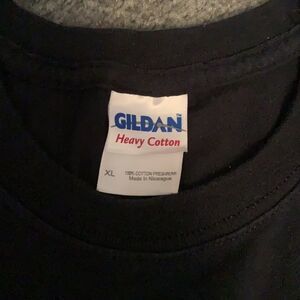 GILDAN
Heavy Cotton
XL
100% COTTON PRESHRUNK
Made in Nicaragua